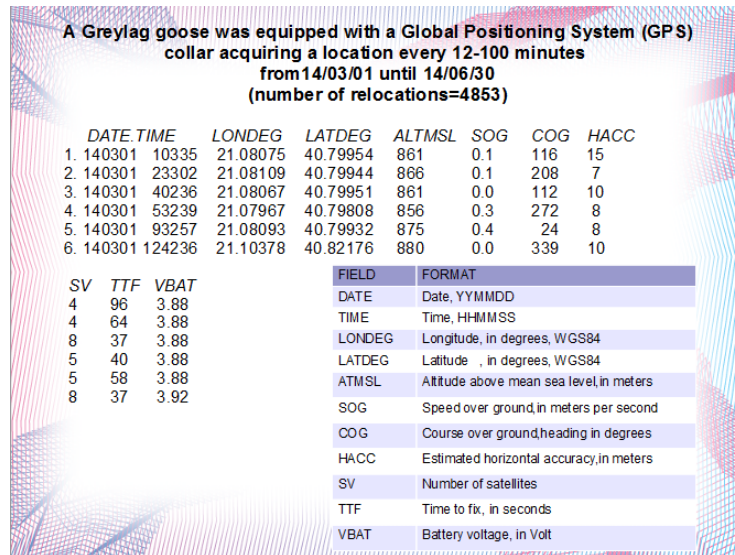 A Greylag goose was equipped with a Global Positioning System (GPS)
collar acquiring a location every 12-100 minutes
from14/03/01 until 14/06/30
(number of relocations=4853)
DATE.TIME LONDEG LATDEG ALTMSL SOG COG HACC
1. 140301 10335 21.08075 40.79954 861 0.1 116 15
2. 140301 23302 21.08109 40.79944 866 0.1 208 7
3. 140301 40236 21.08067 40.79951 861 0.0 112 10
4. 140301 53239 21.07967 40.79808 856 0.3 272 8
5. 140301 93257 21.08093 40.79932 875 0.4 24 8
6. 140301 124236 21.10378 40.82176 880 0.0 339 10
SV TTF VBAT
4 96 3.88
4 64 3.88
8 37 3.88
5 40 3.88
5 58 3.88
8 37 3.92
FIELD FORMAT
DATE Date, YYMMDD
TIME Time, HHMMSS
LONDEG Longitude, in degrees, WGS84
LATDEG Latitude , in degrees, WGS84
ATMSL Altitude above mean sea level,in meters
SOG Speed over ground,in meters per second
COG Course over ground,heading in degrees
HACC Estimated horizontal accuracy,in meters
SV Number of satellites
TTF Time to fix, in seconds
VBAT Battery voltage, in Volt